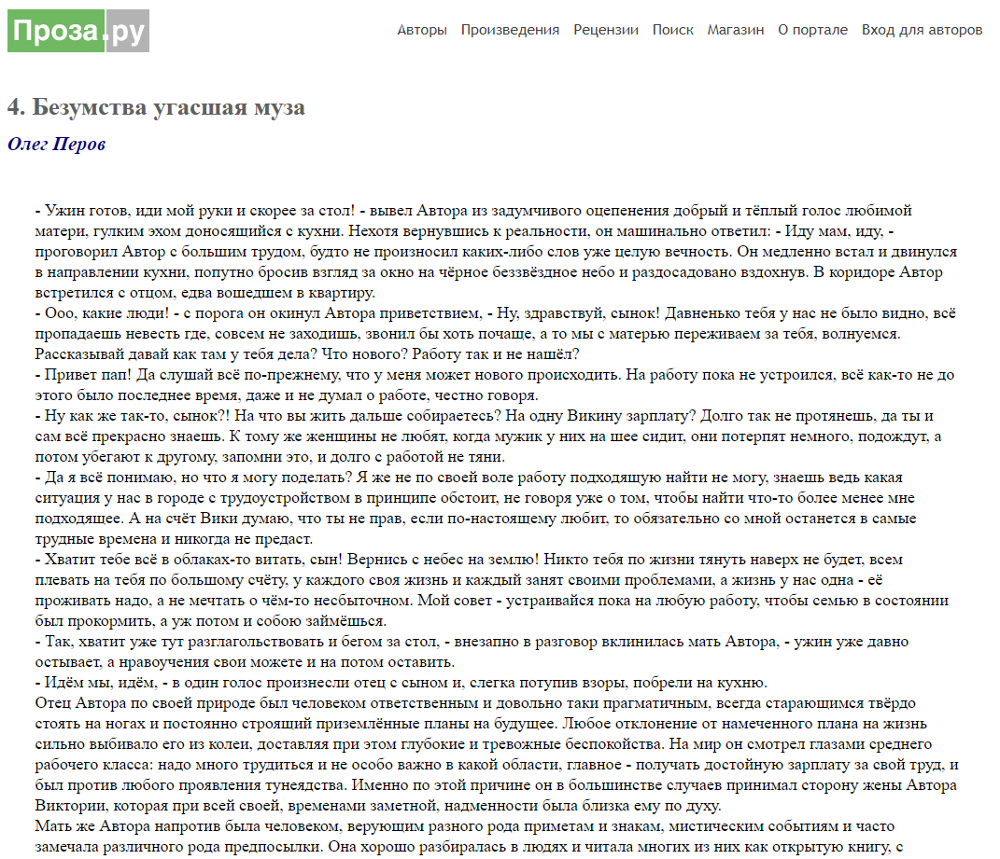 Проза.ру
Авторы Произведения Рецензии Поиск Магазин О портале Вход для авторов
4. Безумства угасшая муза
Олег Перов
- Ужин готов, иди мой руки и скорее за стол! - вывел Автора из задумчивого оцепенения добрый и тёплый голос любимой
матери, гулким эхом доносящийся с кухни. Нехотя вернувшись к реальности, он машинально ответил: - Иду мам, иду, -
проговорил Автор с большим трудом, будто не произносил каких-либо слов уже целую вечность. Он медленно встал и двинулся
в направлении кухни, попутно бросив взгляд за окно на чёрное беззвёздное небо и раздосадовано вздохнув. В коридоре Автор
встретился с отцом, едва вошедшем в квартиру.
- Ооо, какие люди! - с порога он окинул Автора приветствием, - Ну, здравствуй, сынок! Давненько тебя у нас не было видно, всё
пропадаешь невесть где, совсем не заходишь, звонил бы хоть почаще, а то мы с матерью переживаем за тебя, волнуемся.
Рассказывай давай как там у тебя дела? Что нового? Работу так и не нашёл?
- Привет пап! Да слушай всё по-прежнему, что у меня может нового происходить. На работу пока не устроился, всё как-то не до
этого было последнее время, даже и не думал о работе, честно говоря.
- Ну как же так-то, сынок?! На что вы жить дальше собираетесь? На одну Викину зарплату? Долго так не протянешь, да ты и
сам всё прекрасно знаешь. К тому же женщины не любят, когда мужик у них на шее сидит, они потерпят немного, подождут, а
потом убегают к другому, запомни это, и долго с работой не тяни.
- Да я всё понимаю, но что я могу поделать? Я же не по своей воле работу подходящую найти не могу, знаешь ведь какая
ситуация у нас в городе с трудоустройством в принципе обстоит, не говоря уже о том, чтобы найти что-то более менее мне
подходящее. А на счёт Вики думаю, что ты не прав, если по-настоящему любит, то обязательно со мной останется в самые
трудные времена и никогда не предаст.
- Хватит тебе всё в облаках-то витать, сын! Вернись с небес на землю! Никто тебя по жизни тянуть наверх не будет, всем
плевать на тебя по большому счёту, у каждого своя жизнь и каждый занят своими проблемами, а жизнь у нас одна - её
проживать надо, а не мечтать о чём-то несбыточном. Мой совет - устраивайся пока на любую работу, чтобы семью в состоянии
был прокормить, а уж потом и собою займёшься.
- Так, хватит уже тут разглагольствовать и бегом за стол, - внезапно в разговор вклинилась мать Автора, - ужин уже давно
остывает, а нравоучения свои можете и на потом оставить.
- Идём мы, идём, - в один голос произнесли отец с сыном и, слегка потупив взоры, побрели на кухню.
Отец Автора по своей природе был человеком ответственным и довольно таки прагматичным, всегда старающимся твёрдо
стоять на ногах и постоянно строящий приземлённые планы на будущее. Любое отклонение от намеченного плана на жизнь
сильно выбивало его из колеи, доставляя при этом глубокие и тревожные беспокойства. На мир он смотрел глазами среднего
рабочего класса: надо много трудиться и не особо важно в какой области, главное - получать достойную зарплату за свой труд, и
был против любого проявления тунеядства. Именно по этой причине он в большинстве случаев принимал сторону жены Автора
Виктории, которая при всей своей, временами заметной, надменности была близка ему по духу.
Мать же Автора напротив была человеком, верующим разного рода приметам и знакам, мистическим событиям и часто
замечала различного рода предпосылки. Она хорошо разбиралась в людях и читала многих из них как открытую книгу, с